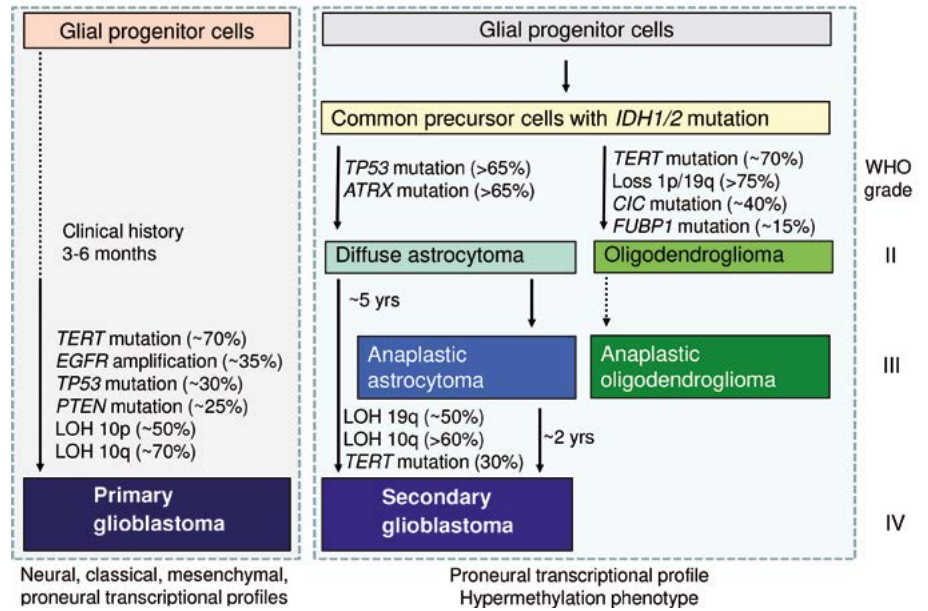 Glial progenitor cells
Clinical history
3-6 months
TERT mutation (~70%)
EGFR amplification (~35%)
TP53 mutation (~30%)
PTEN mutation (~25%)
LOH 10p (~50%)
LOH 10q (~70%)
Primary
glioblastoma
Neural, classical, mesenchymal,
proneural transcriptional profiles
Glial progenitor cells
Common precursor cells with IDH1/2 mutation
TP53 mutation (>65%)
ATRX mutation (>65%)
TERT mutation (~70%)
Loss 1p/19q (>75%)
CIC mutation (~40%)
FUBP1 mutation (~15%)
Diffuse astrocytoma
Oligodendroglioma
~5 yrs
Anaplastic
astrocytoma
Anaplastic
oligodendroglioma
LOH 19q (~50%)
LOH 10q (>60%)
TERT mutation (30%)
~2 yrs
Secondary
glioblastoma
Proneural transcriptional profile
Hypermethylation phenotype
WHO
grade
II
III
IV